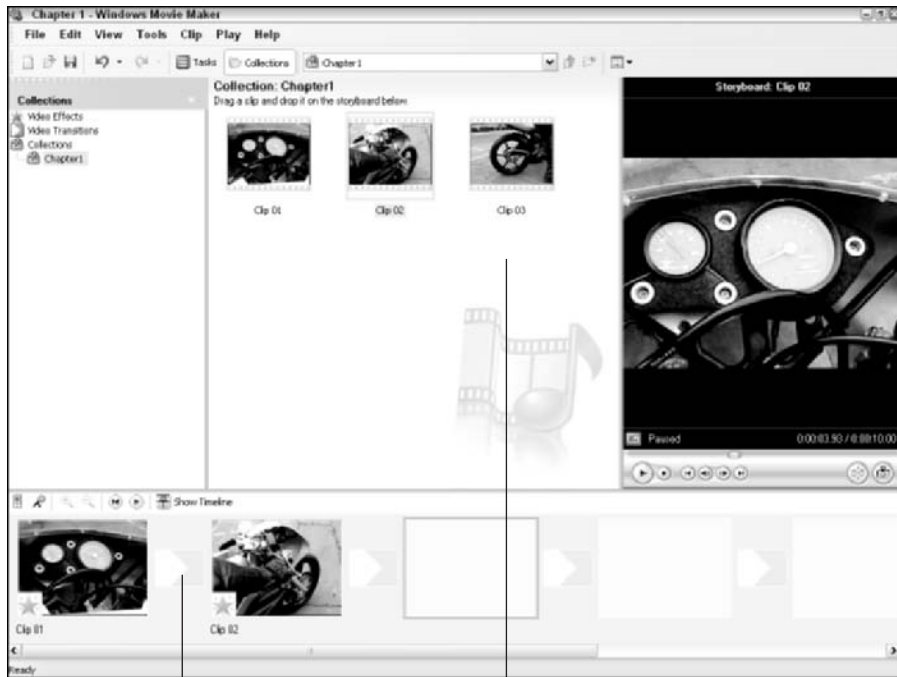 Chapter 1 - Windows Movie Maker
File Edit View Tools Clip Play Help
Tasks Collections Chapter1
Collections
Video Effects
Video Transitions
Collections
Chapter1
Collection: Chapter1
Drag a clip and drop it on the storyboard below.
Clip 01 Clip 02 Clip 03
Storyboard: Clip 02
Paused 0:00:03.93 / 0:00:10.00
Show Timeline
Clip 01 Clip 02
Ready